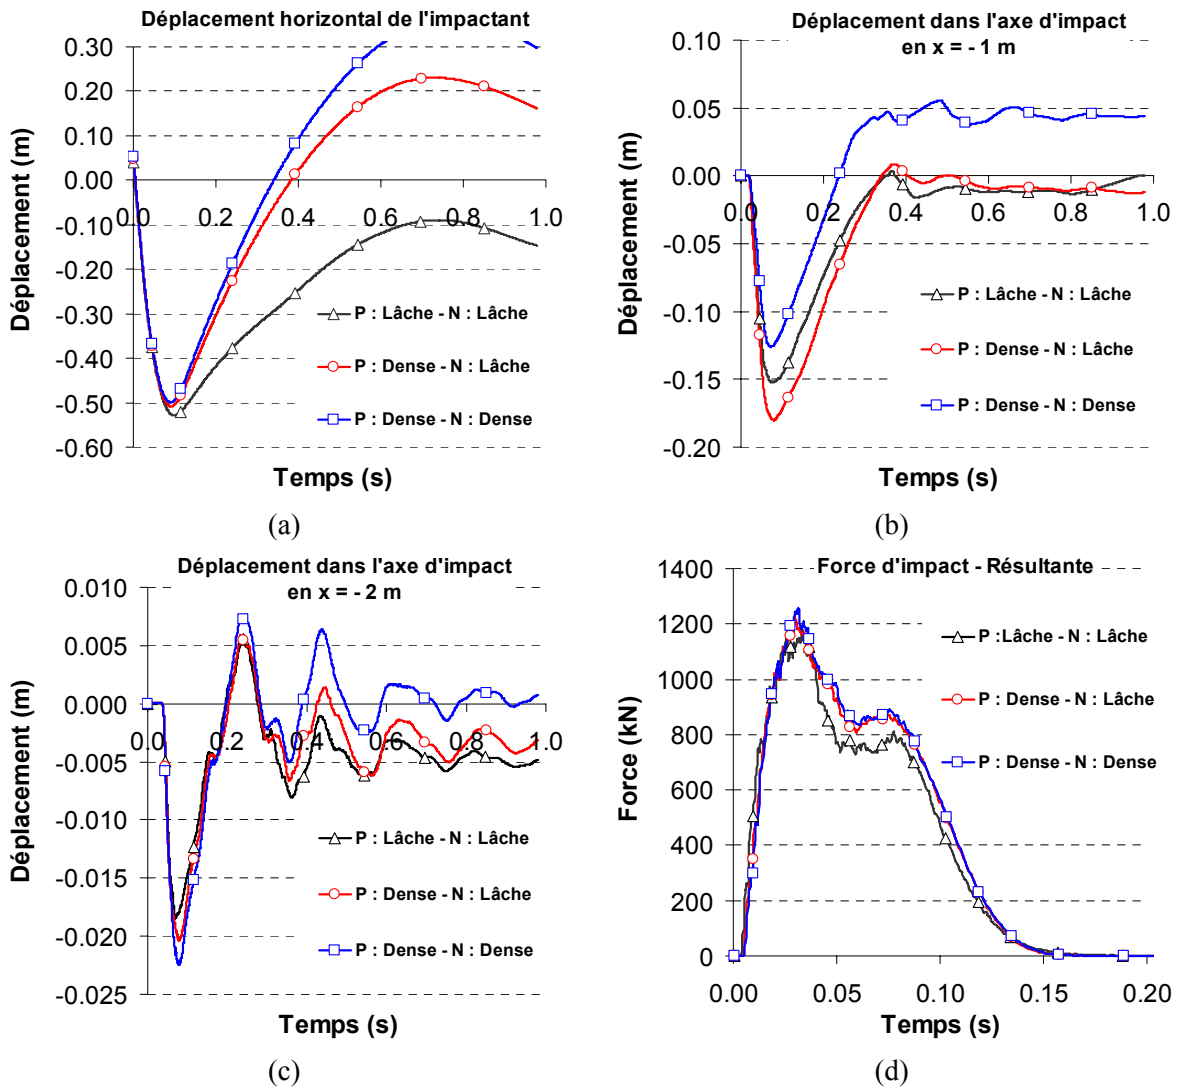 Déplacement horizontal de l'impactant
0.30
0.20
0.10
0.00
-0.10
-0.20
-0.30
-0.40
-0.50
-0.60
0.0 0.2 0.4 0.6 0.8 1.0
Déplacement (m)
Temps (s)
P : Lâche - N : Lâche
P : Dense - N : Lâche
P : Dense - N : Dense
(a)
Déplacement dans l'axe d'impact
en x = - 1 m
0.10
0.05
0.00
-0.05
-0.10
-0.15
-0.20
0.0 0.2 0.4 0.6 0.8 1.0
Déplacement (m)
Temps (s)
P : Lâche - N : Lâche
P : Dense - N : Lâche
P : Dense - N : Dense
(b)
Déplacement dans l'axe d'impact
en x = - 2 m
0.010
0.005
0.000
-0.005
-0.010
-0.015
-0.020
-0.025
0.0 0.2 0.4 0.6 0.8 1.0
Déplacement (m)
Temps (s)
P : Lâche - N : Lâche
P : Dense - N : Lâche
P : Dense - N : Dense
(c)
Force d'impact - Résultante
1400
1200
1000
800
600
400
200
0
0.00 0.05 0.10 0.15 0.20
Force (kN)
Temps (s)
P :Lâche - N : Lâche
P : Dense - N : Lâche
P : Dense - N : Dense
(d)